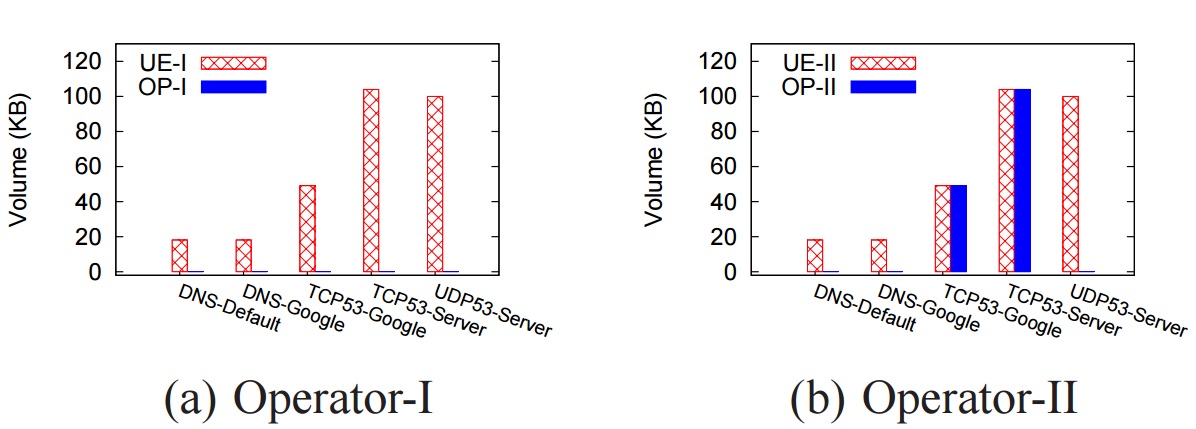 UE-I
OP-I
Volume (KB)
120
100
80
60
40
20
0
DNS-Default
DNS-Google
TCP53-Google
TCP53-Server
UDP53-Server
(a) Operator-I
UE-II
OP-II
Volume (KB)
120
100
80
60
40
20
0
DNS-Default
DNS-Google
TCP53-Google
TCP53-Server
UDP53-Server
(b) Operator-II